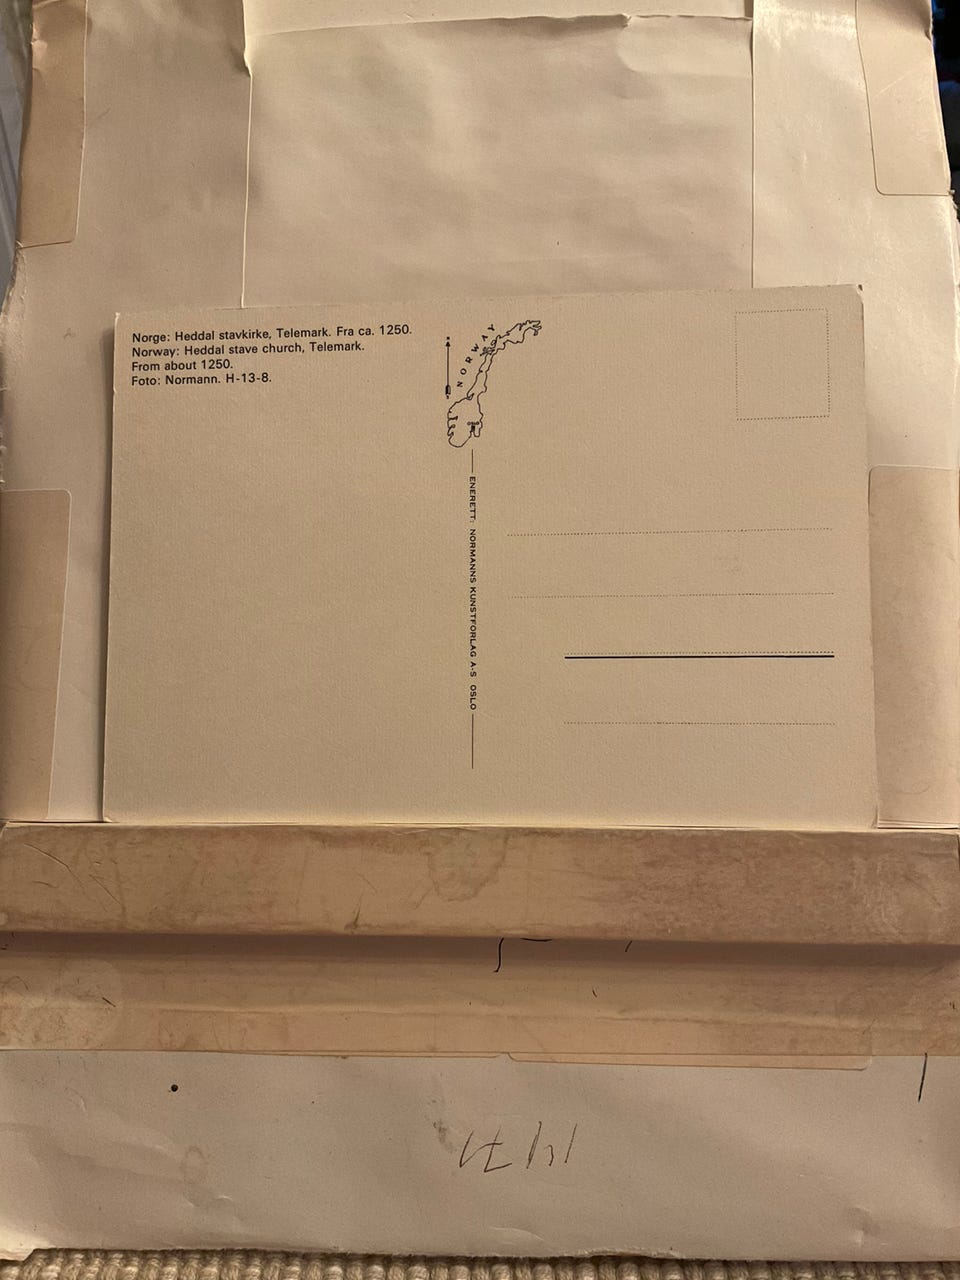 Norge: Heddal stavkirke, Telemark. Fra ca. 1250.
Norway: Heddal stave church, Telemark.
From about 1250.
Foto: Normann. H-13-8.
NORWAY
OSLO
ENERETT: NORMANNS KUNSTFORLAG A-S OSLO